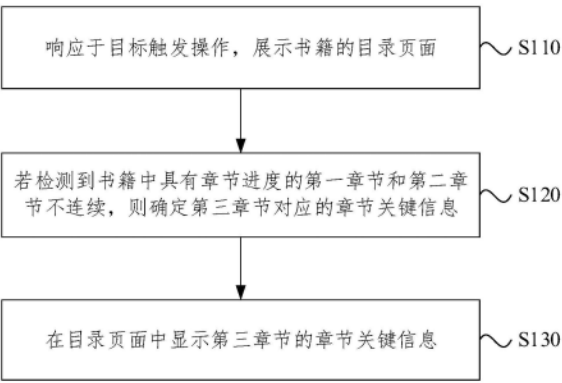 响应于目标触发操作，展示书籍的目录页面
S110
若检测到书籍中具有章节进度的第一章节和第二章
节不连续，则确定第三章节对应的章节关键信息
S120
在目录页面中显示第三章节的章节关键信息
S130